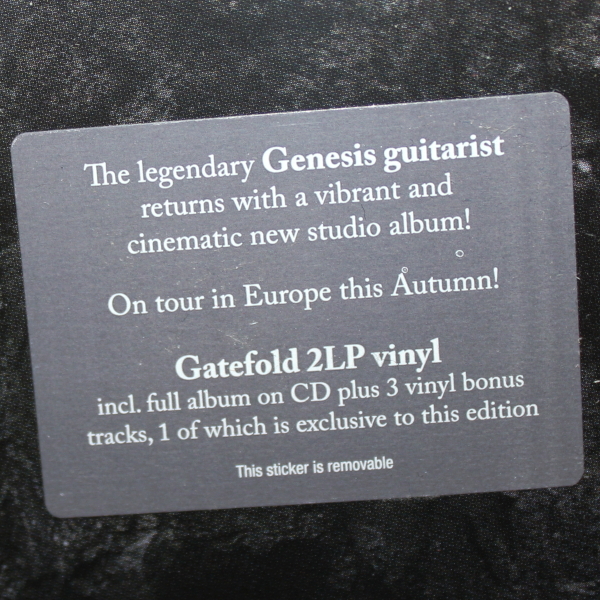 The legendary Genesis guitarist
returns with a vibrant and
cinematic new studio album!
On tour in Europe this Autumn!
Gatefold 2LP vinyl
incl. full album on CD plus 3 vinyl bonus
tracks, 1 of which is exclusive to this edition
This sticker is removable